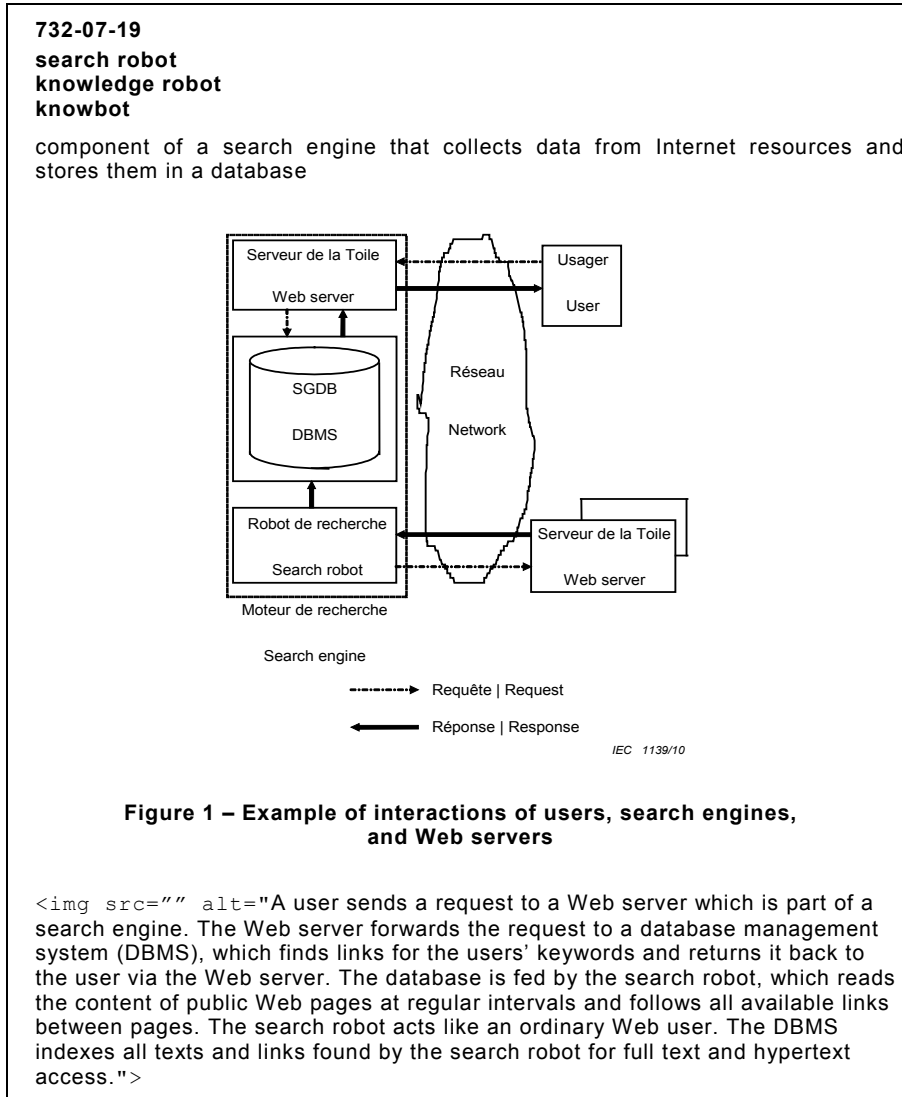 732-07-19
search robot
knowledge robot
knowbot
component of a search engine that collects data from Internet resources and
stores them in a database
Serveur de la Toile
Web server
Usager
User
SGDB
DBMS
Réseau
Network
Robot de recherche
Search robot
Serveur de la Toile
Web server
Moteur de recherche
Search engine
Requête | Request
Réponse | Response
IEC 1139/10
Figure 1 – Example of interactions of users, search engines,
and Web servers
<img src=”” alt="A user sends a request to a Web server which is part of a
search engine. The Web server forwards the request to a database management
system (DBMS), which finds links for the users’ keywords and returns it back to
the user via the Web server. The database is fed by the search robot, which reads
the content of public Web pages at regular intervals and follows all available links
between pages. The search robot acts like an ordinary Web user. The DBMS
indexes all texts and links found by the search robot for full text and hypertext
access.">